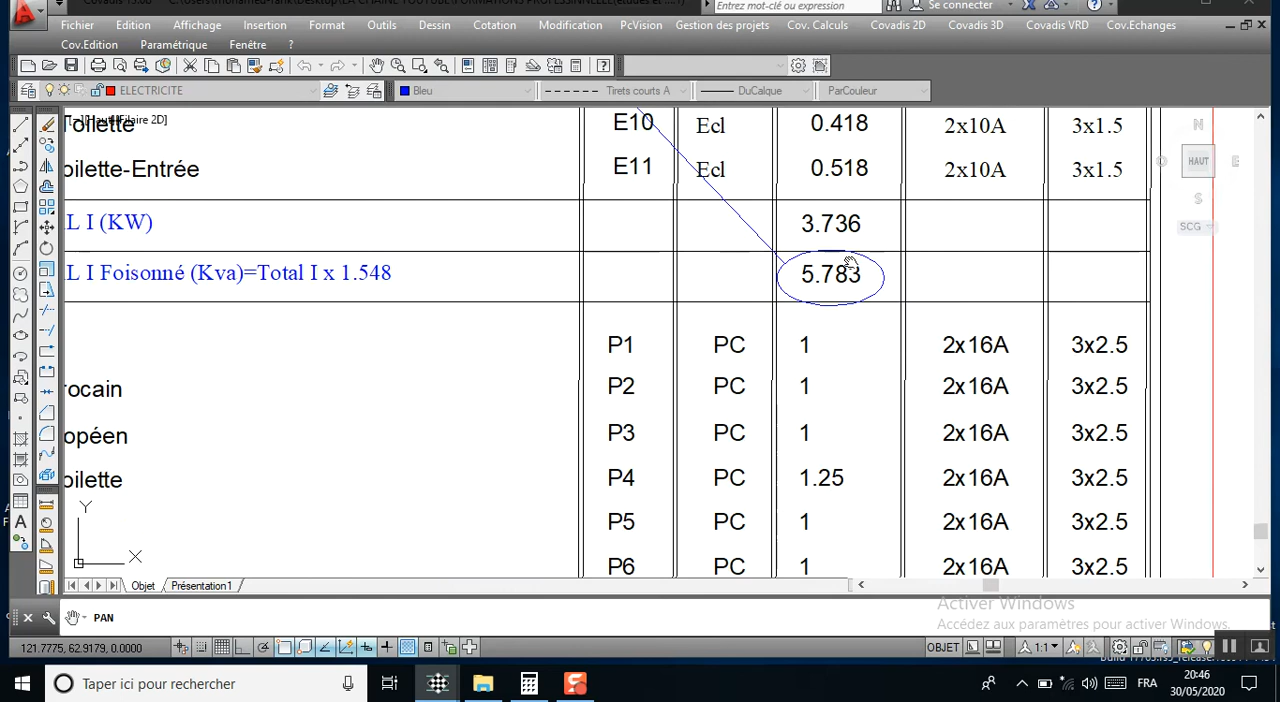 Covadis 15.00
Entrez mot-clé ou expression
Se connecter
Fichier Edition Affichage Insertion Format Outils Dessin Cotation Modification PcVision Gestion des projets Cov. Calculs Covadis 2D Covadis 3D Covadis VRD Cov.Echanges
Cov.Edition Paramétrique Fenêtre ?
ELECTRICITE Bleu Tirets courts A DuCalque ParCouleur
Toilette E10 Ecl 0.418 2x10A 3x1.5
oilette-Entrée E11 Ecl 0.518 2x10A 3x1.5
L I (KW) 3.736
L I Foisonné (Kva)=Total I x 1.548 5.783
P1 PC 1 2x16A 3x2.5
rocain P2 PC 1 2x16A 3x2.5
opéen P3 PC 1 2x16A 3x2.5
oilette P4 PC 1.25 2x16A 3x2.5
P5 PC 1 2x16A 3x2.5
P6 PC 1 2x16A 3x2.5
N
HAUT E
S
SCG
Y
X
Objet Présentation1
Activer Windows
Accédez aux paramètres pour activer Windows.
PAN
121.7775, 62.9179, 0.0000
OBJET 1:1
Taper ici pour rechercher
FRA
20:46
30/05/2020